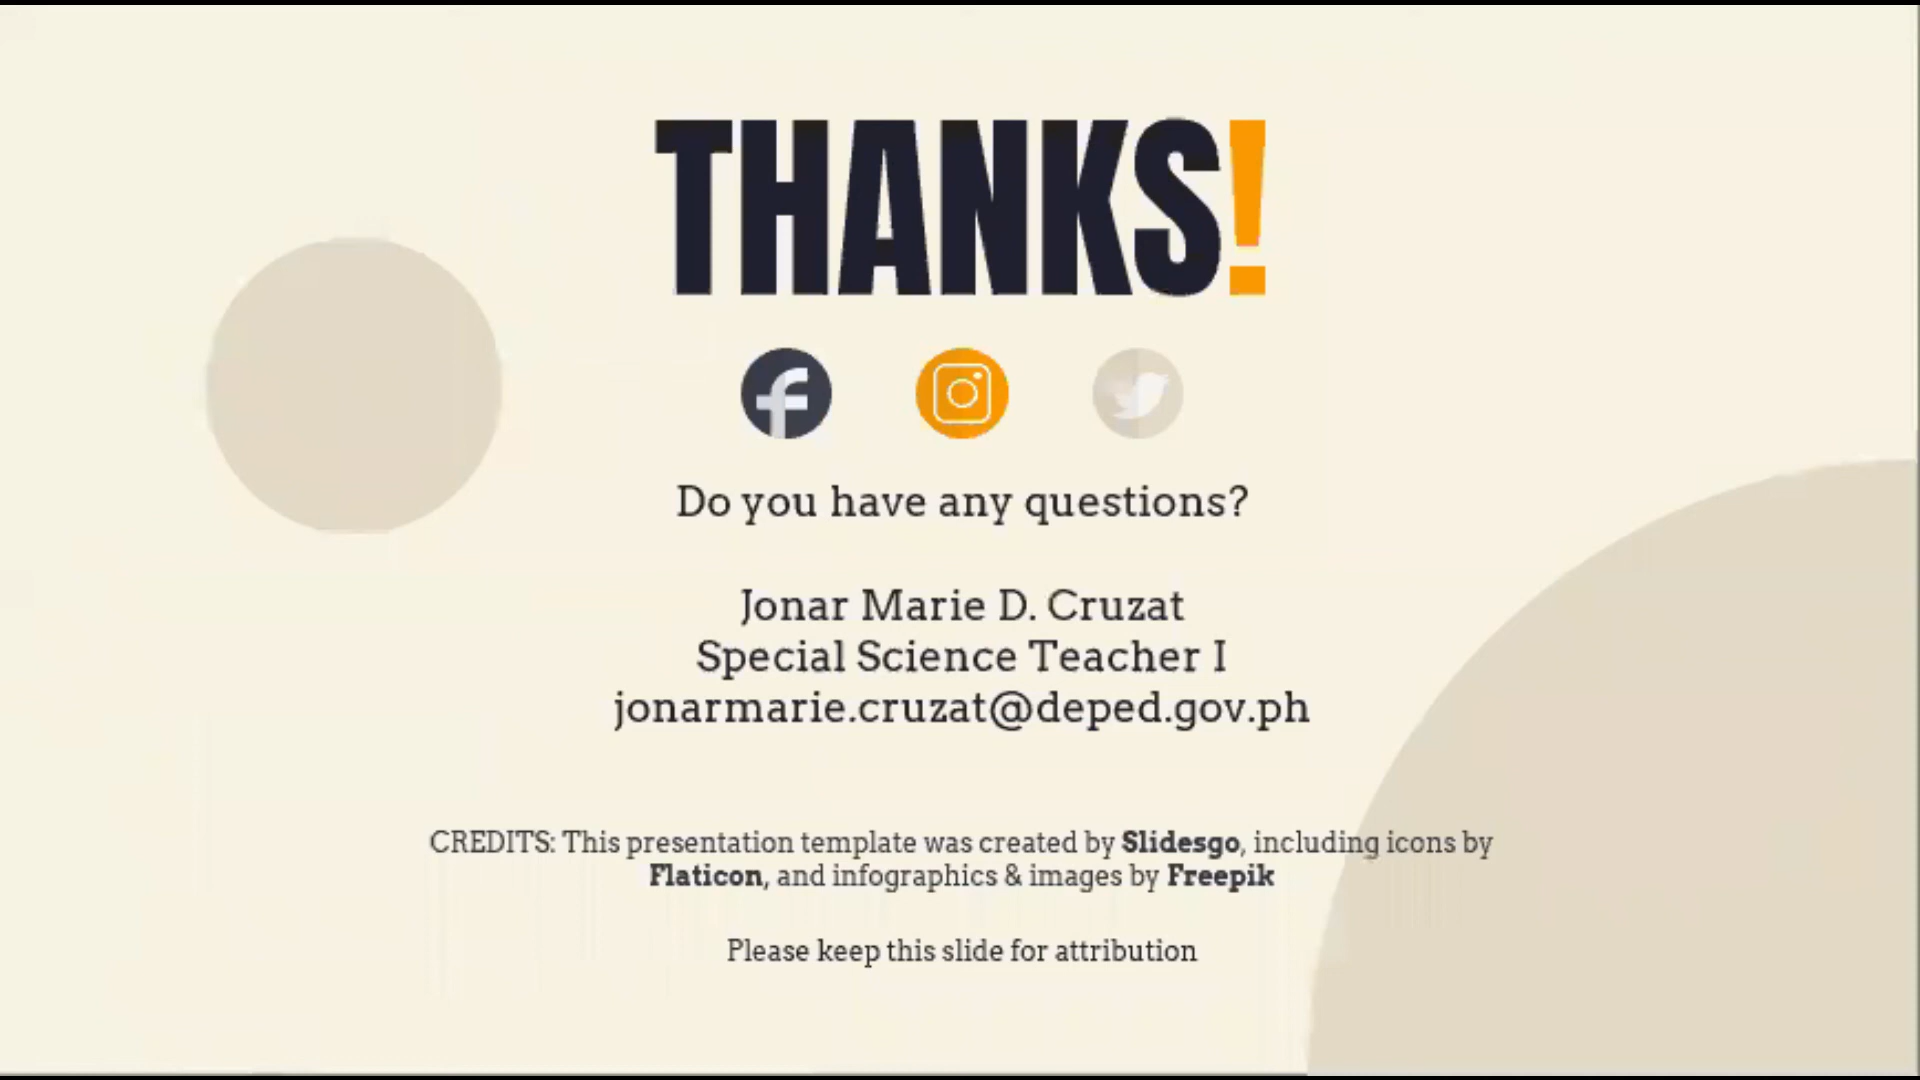 THANKS!
Do you have any questions?
Jonar Marie D. Cruzat
Special Science Teacher I
jonarmarie.cruzat@deped.gov.ph
CREDITS: This presentation template was created by Slidesgo, including icons by
Flaticon, and infographics & images by Freepik
Please keep this slide for attribution